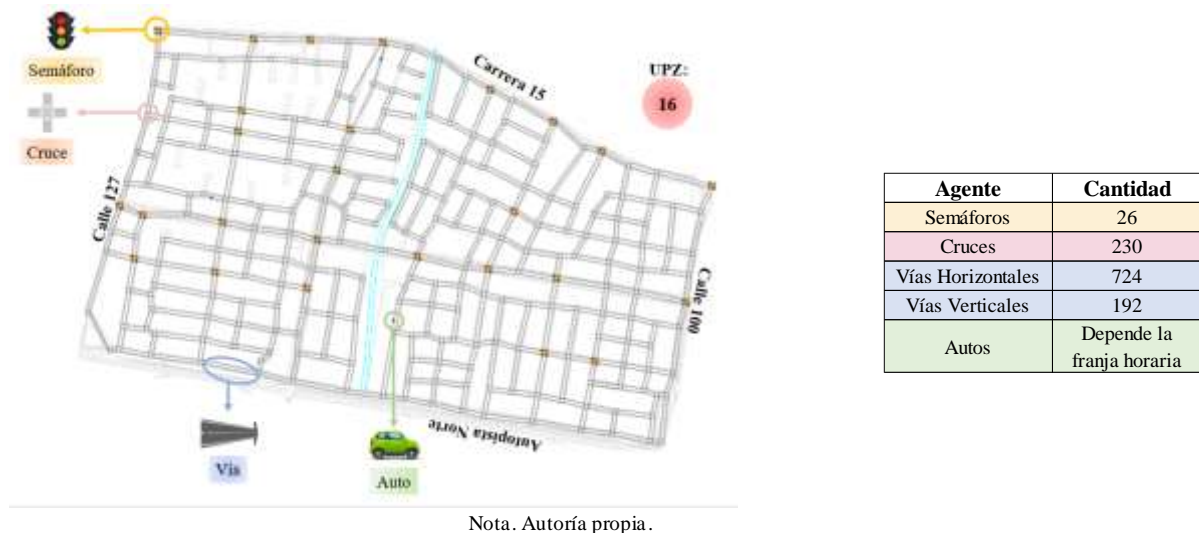 Semáforo
Cruce
Calle 127
Carrera 15
UPZ:
16
Calle 100
Autopista Norte
Vía
Auto
Agente Cantidad
Semáforos 26
Cruces 230
Vías Horizontales 724
Vías Verticales 192
Autos Depende la
franja horaria
Nota. Autoría propia.